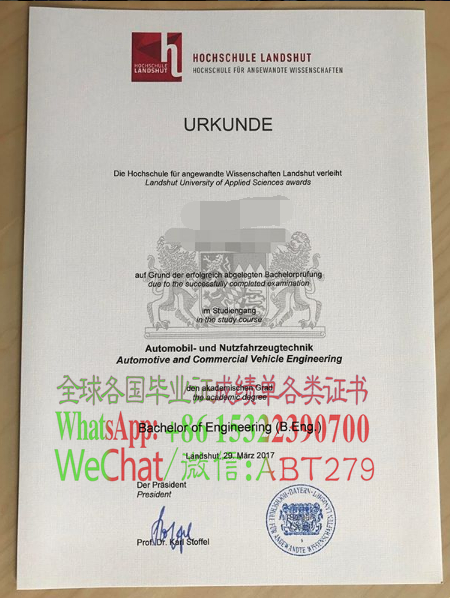 HOCHSCHULE
LANDSHUT
HOCHSCHULE LANDSHUT
HOCHSCHULE FÜR ANGEWANDTE WISSENSCHAFTEN
URKUNDE
Die Hochschule für angewandte Wissenschaften Landshut verleiht
Landshut University of Applied Sciences awards
auf Grund der erfolgreich abgelegten Bachelorprüfung
due to the successfully completed examination
im Studiengang
in the study course
Automobil- und Nutzfahrzeugtechnik
Automotive and Commercial Vehicle Engineering
全球各国毕业证成绩单各类证书
den akademischen Grad
the academic degree
WhatsApp: +86 15322390700
Bachelor of Engineering (B.Eng.)
Landshut, 29. März 2017
WeChat/微信:ABT279
Der Präsident
President
Prof. Dr. Karl Stoffel